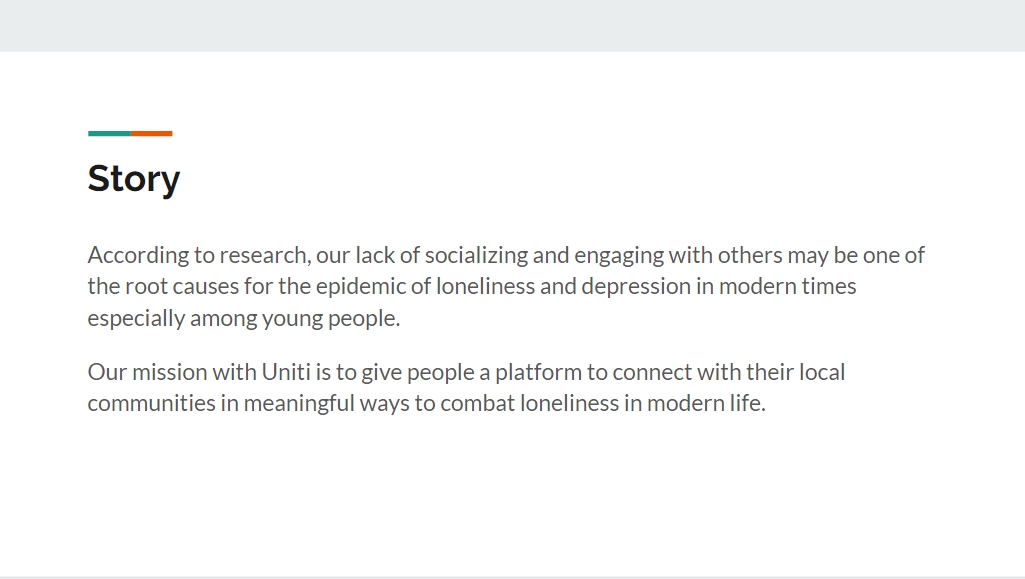 Story
According to research, our lack of socializing and engaging with others may be one of
the root causes for the epidemic of loneliness and depression in modern times
especially among young people.
Our mission with Uniti is to give people a platform to connect with their local
communities in meaningful ways to combat loneliness in modern life.